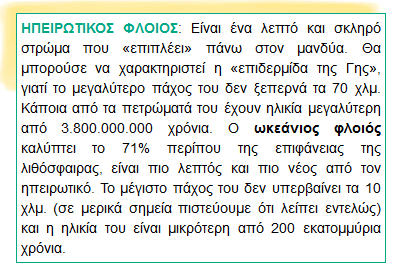 ΗΠΕΙΡΩΤΙΚΟΣ ΦΛΟΙΟΣ: Είναι ένα λεπτό και σκληρό
στρώμα που «επιπλέει» πάνω στον μανδύα. Θα
μπορούσε να χαρακτηριστεί η «επιδερμίδα της Γης»,
γιατί το μεγαλύτερο πάχος του δεν ξεπερνά τα 70 χλμ.
Κάποια από τα πετρώματά του έχουν ηλικία μεγαλύτερη
από 3.800.000.000 χρόνια. Ο ωκεάνιος φλοιός
καλύπτει το 71% περίπου της επιφάνειας της
λιθόσφαιρας, είναι πιο λεπτός και πιο νέος από τον
ηπειρωτικό. Το μέγιστο πάχος του δεν υπερβαίνει τα 10
χλμ. (σε μερικά σημεία πιστεύουμε ότι λείπει εντελώς)
και η ηλικία του είναι μικρότερη από 200 εκατομμύρια
χρόνια.